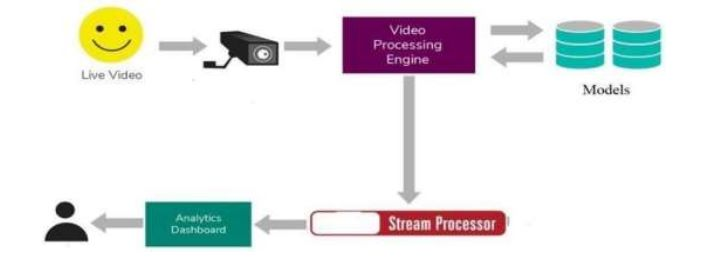 Video
Processing
Engine
Live Video
Models
Analytics
Dashboard
Stream Processor